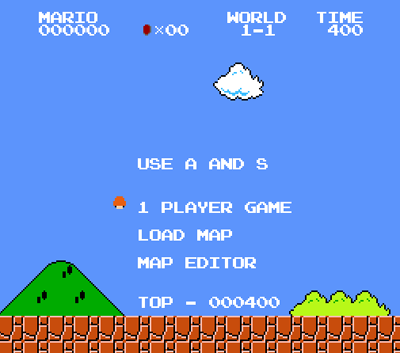 MARIO WORLD TIME
000000 ×00 1-1 400
USE A AND S
1 PLAYER GAME
LOAD MAP
MAP EDITOR
TOP - 000400